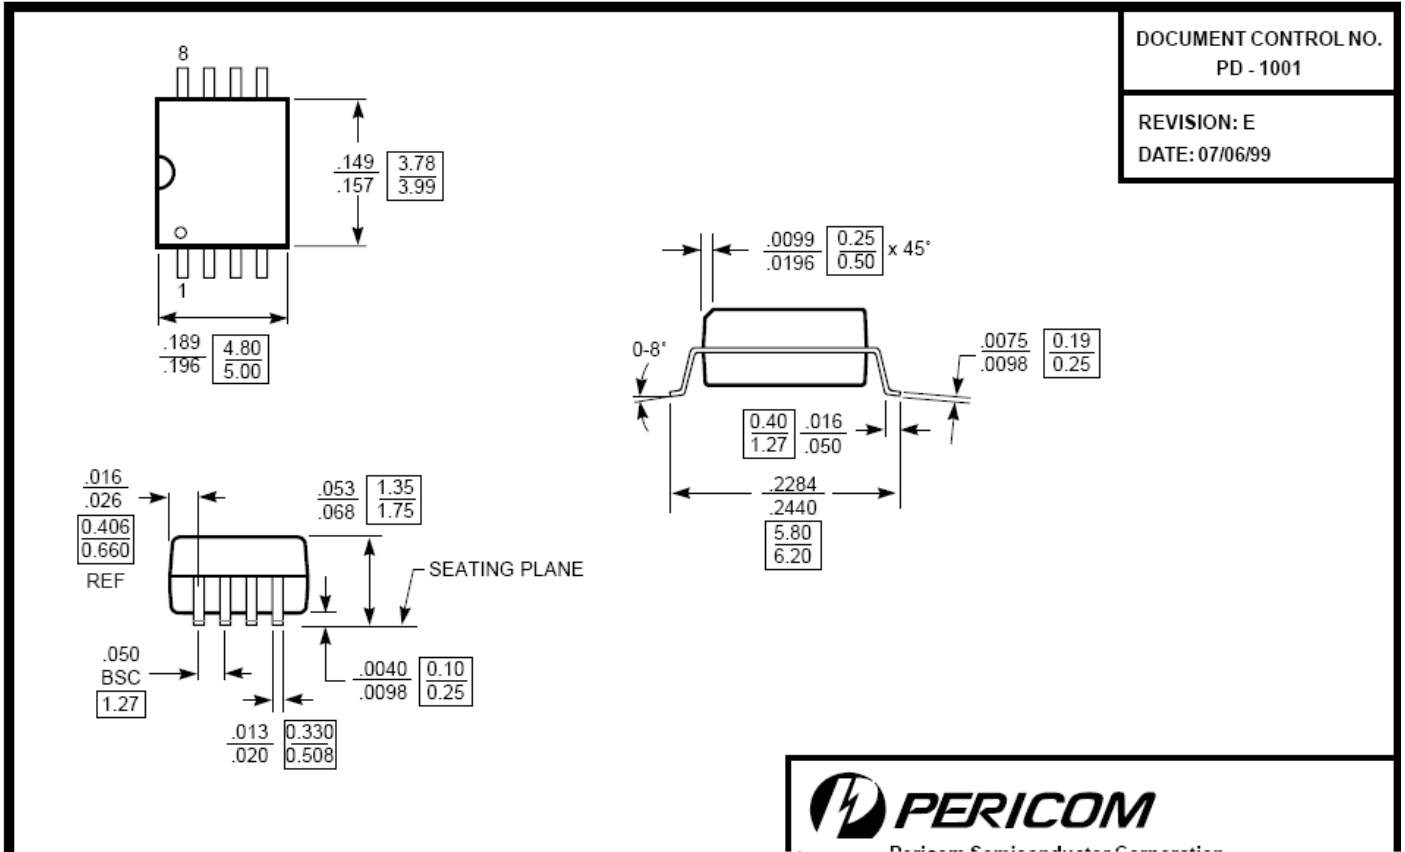 DOCUMENT CONTROL NO.
PD - 1001
REVISION: E
DATE: 07/06/99
8
.149 3.78
.157 3.99
1
.189 4.80
.196 5.00
.0099 0.25 x 45°
.0196 0.50
0-8°
.0075 0.19
.0098 0.25
0.40 .016
1.27 .050
.2284
.2440
5.80
6.20
.016
.026
0.406
0.660
REF
.053 1.35
.068 1.75
SEATING PLANE
.050
BSC
1.27
.0040 0.10
.0098 0.25
.013 0.330
.020 0.508
PERICOM
Pericom Semiconductor Corporation